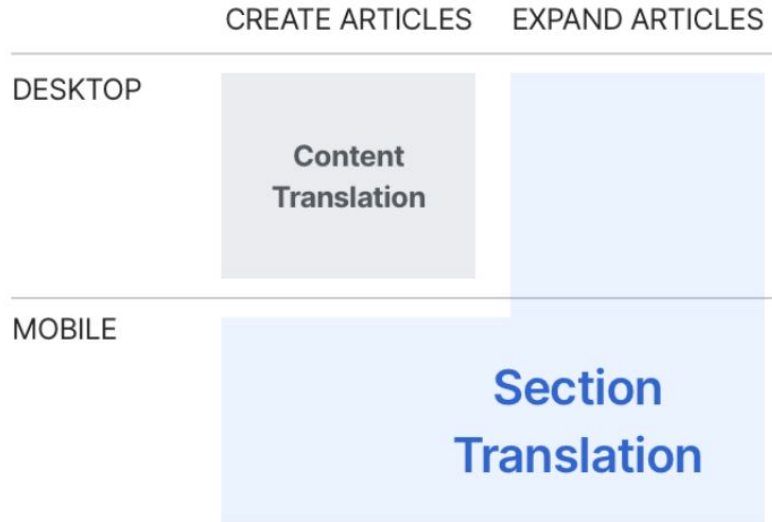 CREATE ARTICLES EXPAND ARTICLES
DESKTOP
Content
Translation
MOBILE
Section
Translation